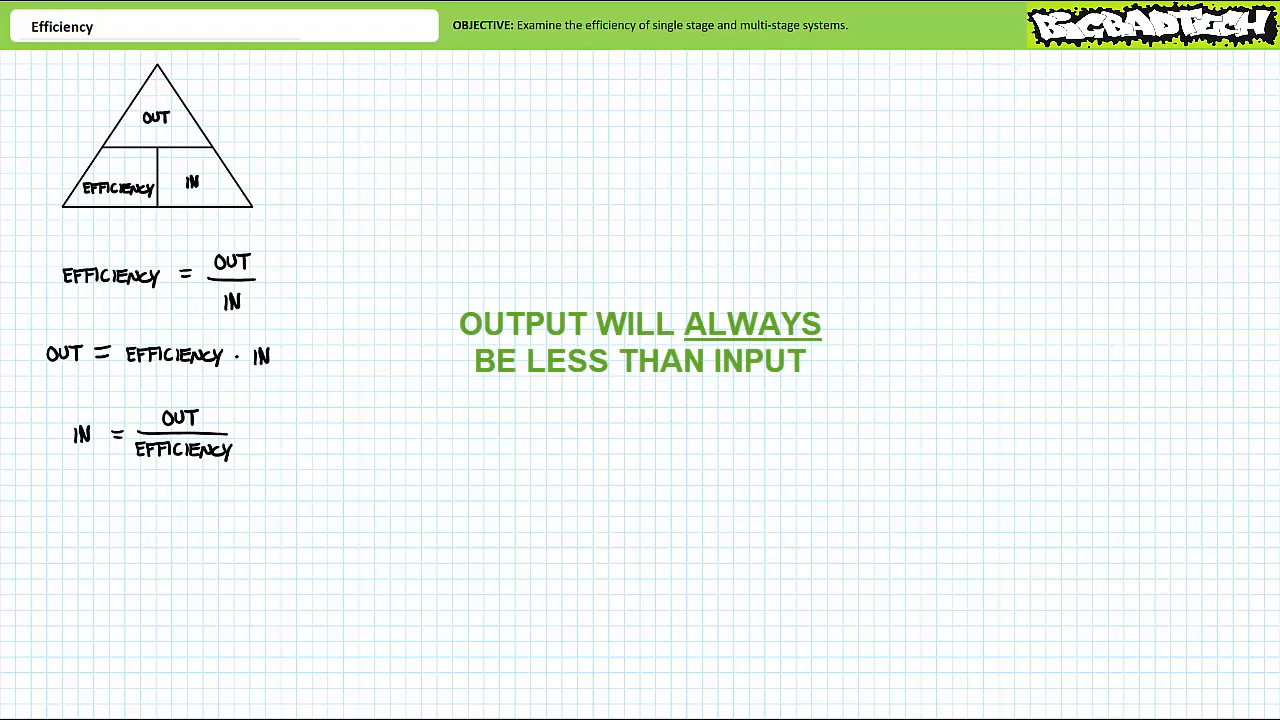 Efficiency
OBJECTIVE: Examine the efficiency of single stage and multi-stage systems.
BIGBADTECH
OUT
EFFICIENCY IN
EFFICIENCY = OUT
IN
OUT = EFFICIENCY · IN
IN = OUT
EFFICIENCY
OUTPUT WILL ALWAYS
BE LESS THAN INPUT